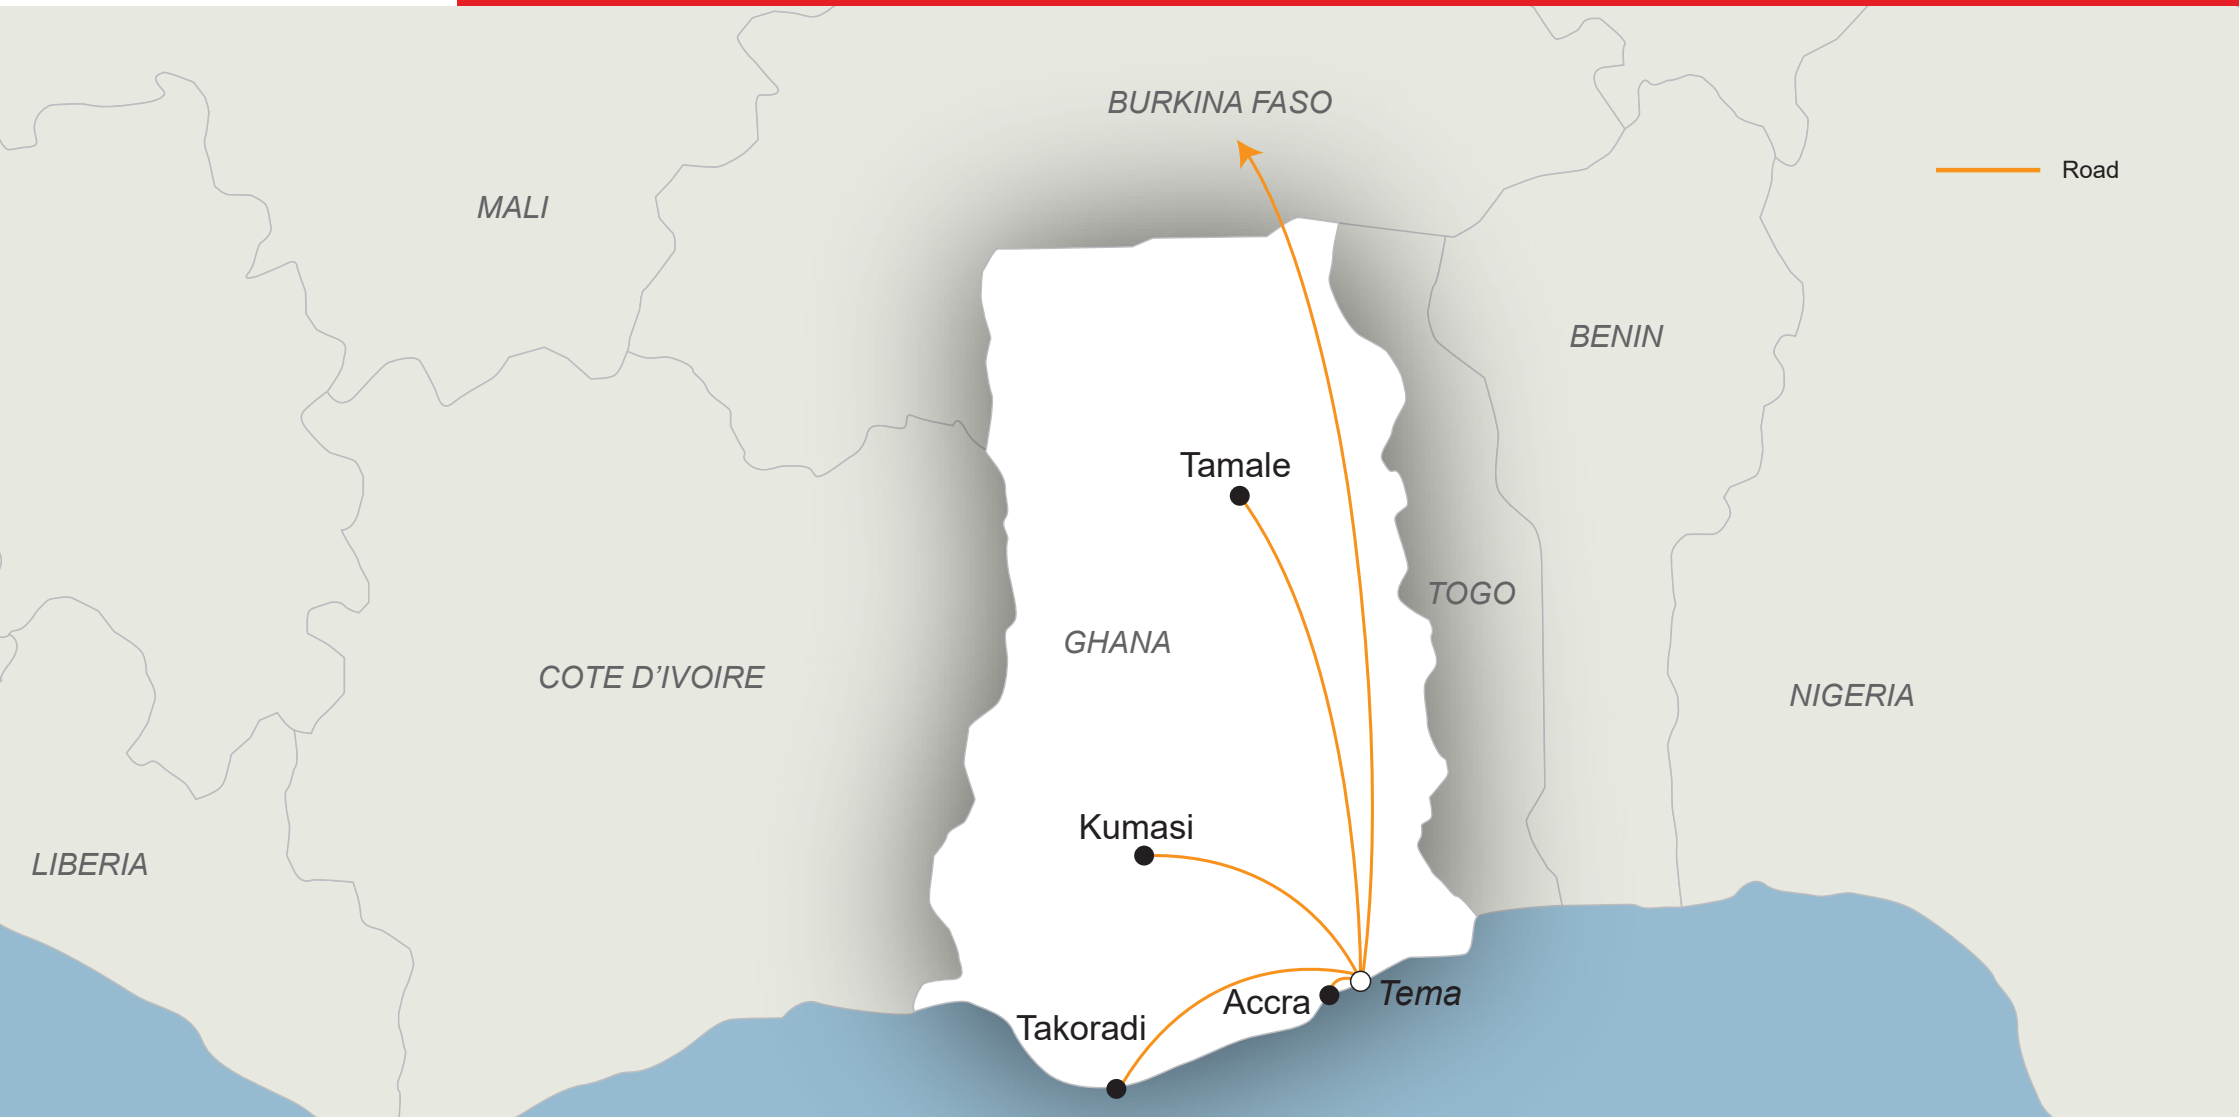 BURKINA FASO
Road
MALI
BENIN
Tamale
TOGO
GHANA
COTE D’IVOIRE
NIGERIA
Kumasi
LIBERIA
Accra
Tema
Takoradi